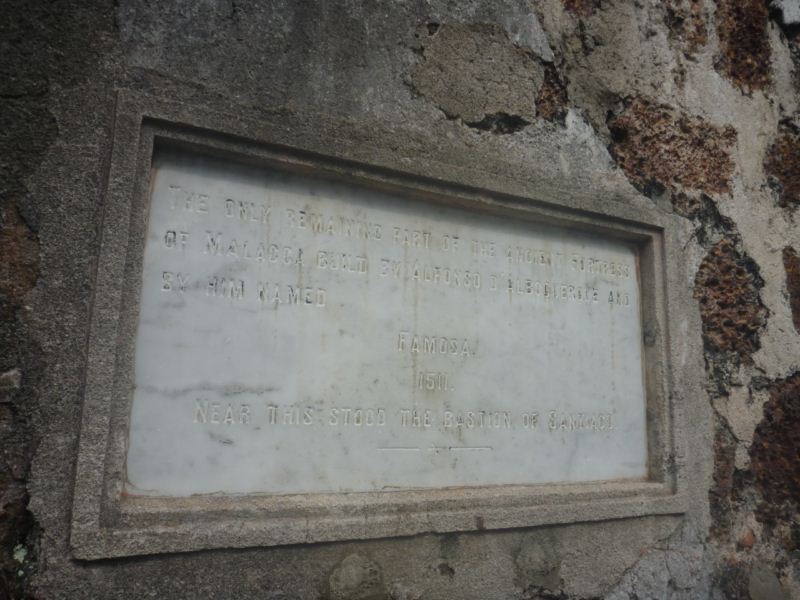 THE ONLY REMAINING PART OF THE ANCIENT FORTRESS
OF MALACCA BUILD BY ALFONSO D'ALBOQUERQUE AND
BY HIM NAMED
FAMOSA.
1511.
NEAR THIS STOOD THE BASTION OF SANTIAGO.